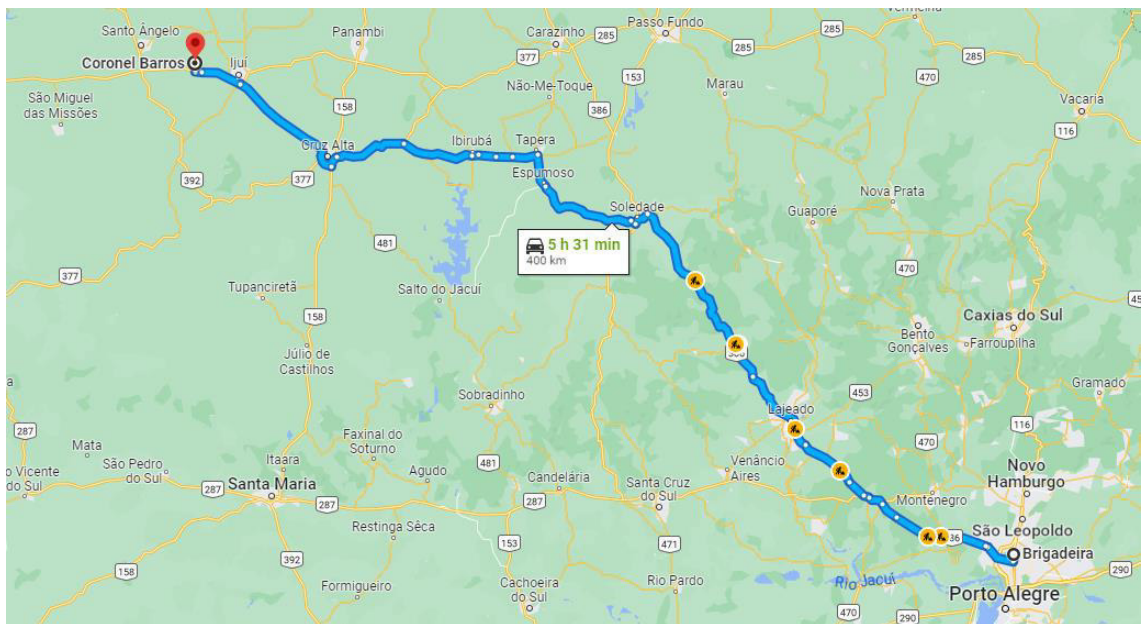 Vermelha
Santo Ângelo
Panambi
Carazinho
285
Passo Fundo
285
285
Coronel Barros
Ijuí
377
153
Não-Me-Toque
Marau
470
São Miguel
das Missões
158
386
Vacaria
116
Cruz Alta
Ibirubá
Tapera
377
392
Espumoso
Nova Prata
Soledade
Guaporé
5 h 31 min
400 km
481
470
377
Tupanciretã
Salto do Jacuí
158
Caxias do Sul
Bento
Gonçalves
Farroupilha
Júlio de
Castilhos
Gramado
Sobradinho
453
Lajeado
287
116
Mata
Faxinal do
Soturno
470
o Vicente
do Sul
São Pedro
do Sul
Itaara
481
Agudo
Candelária
Venâncio
Aires
Novo
Hamburgo
287
Santa Maria
287
287
Santa Cruz
do Sul
Montenegro
Restinga Sêca
São Leopoldo
471
153
Brigadeira
158
Formigueiro
Cachoeira
do Sul
Rio Pardo
Rio Jacuí
290
Porto Alegre
470
290